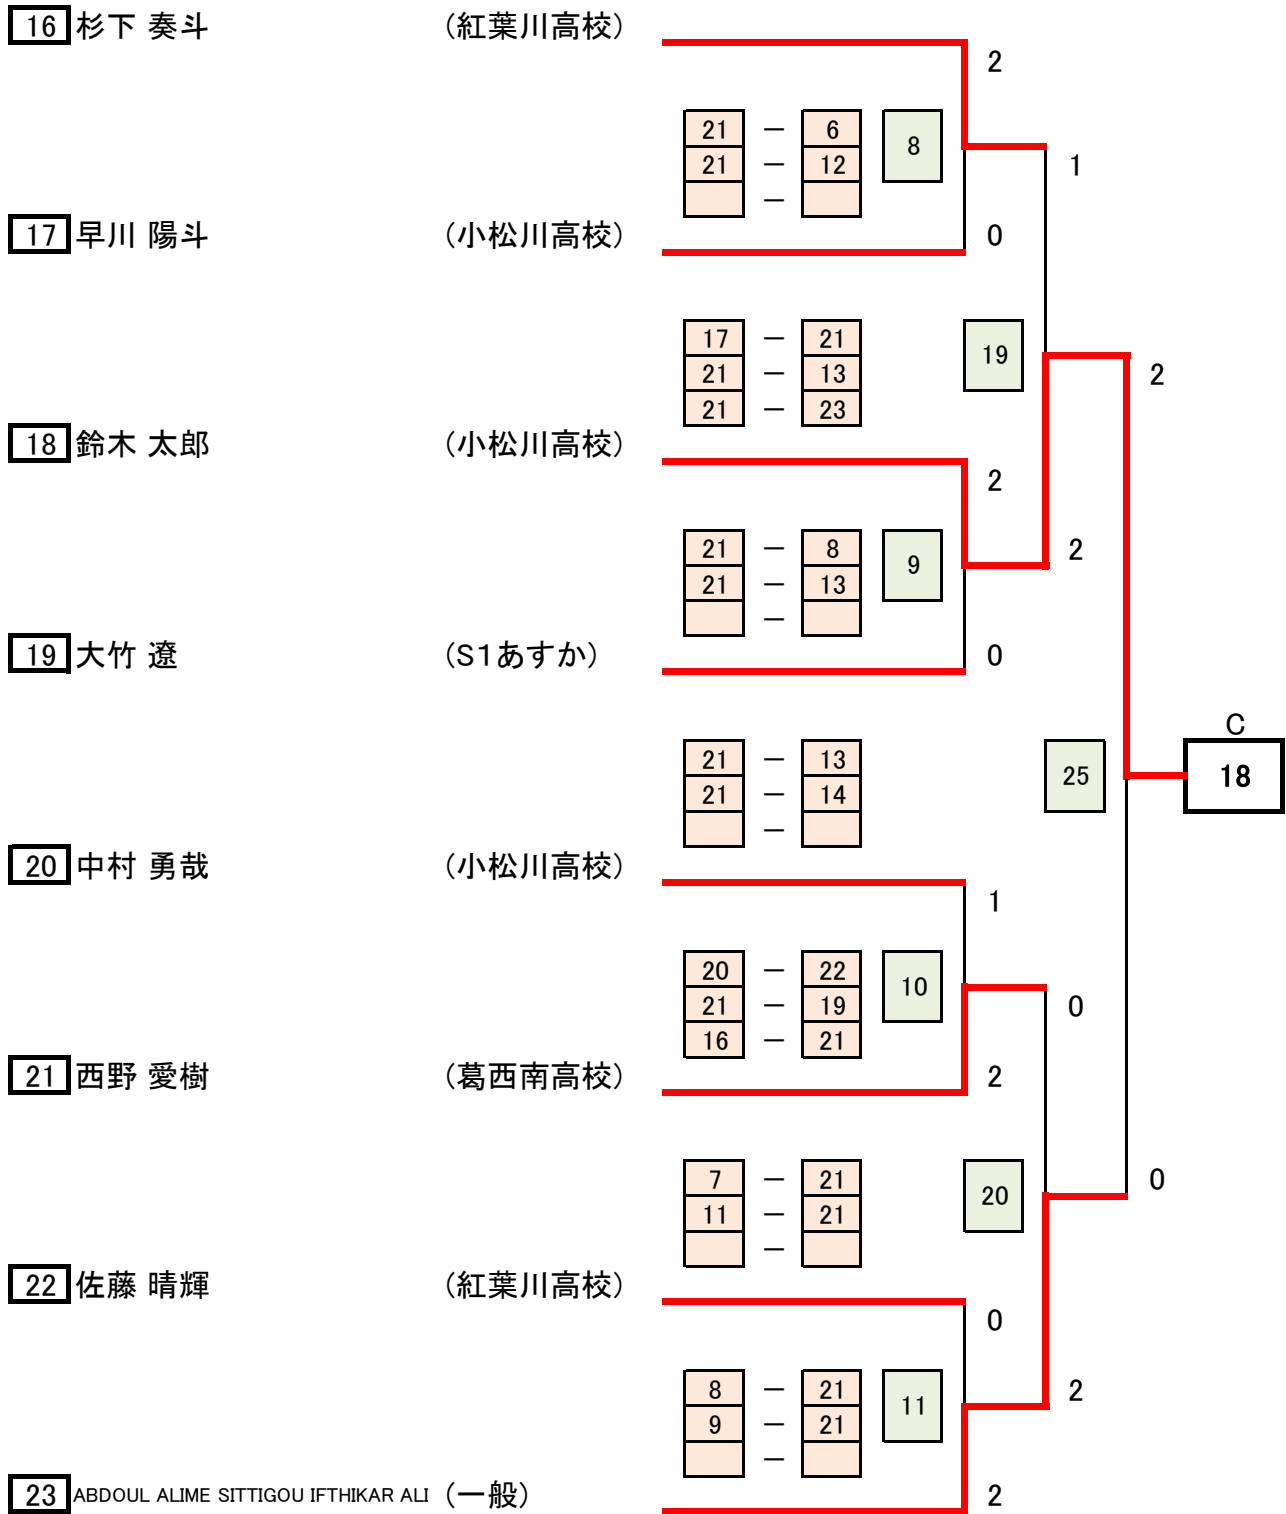 16 杉下 奏斗 (紅葉川高校)
2
21 － 6 8
21 － 12
1
－
17 早川 陽斗 (小松川高校) 0
17 － 21 19
21 － 13
2
21 － 23
18 鈴木 太郎 (小松川高校)
2
21 － 8 9 2
21 － 13
－
19 大竹 遼 (S1あすか) 0
C
21 － 13 25 18
21 － 14
－
20 中村 勇哉 (小松川高校)
1
20 － 22 10
21 － 19 0
16 － 21
21 西野 愛樹 (葛西南高校) 2
7 － 21 20 0
11 － 21
－
22 佐藤 晴輝 (紅葉川高校)
0
8 － 21 11 2
9 － 21
－
23 ABDOUL ALIME SITTIGOU IFTHIKAR ALI (一般) 2